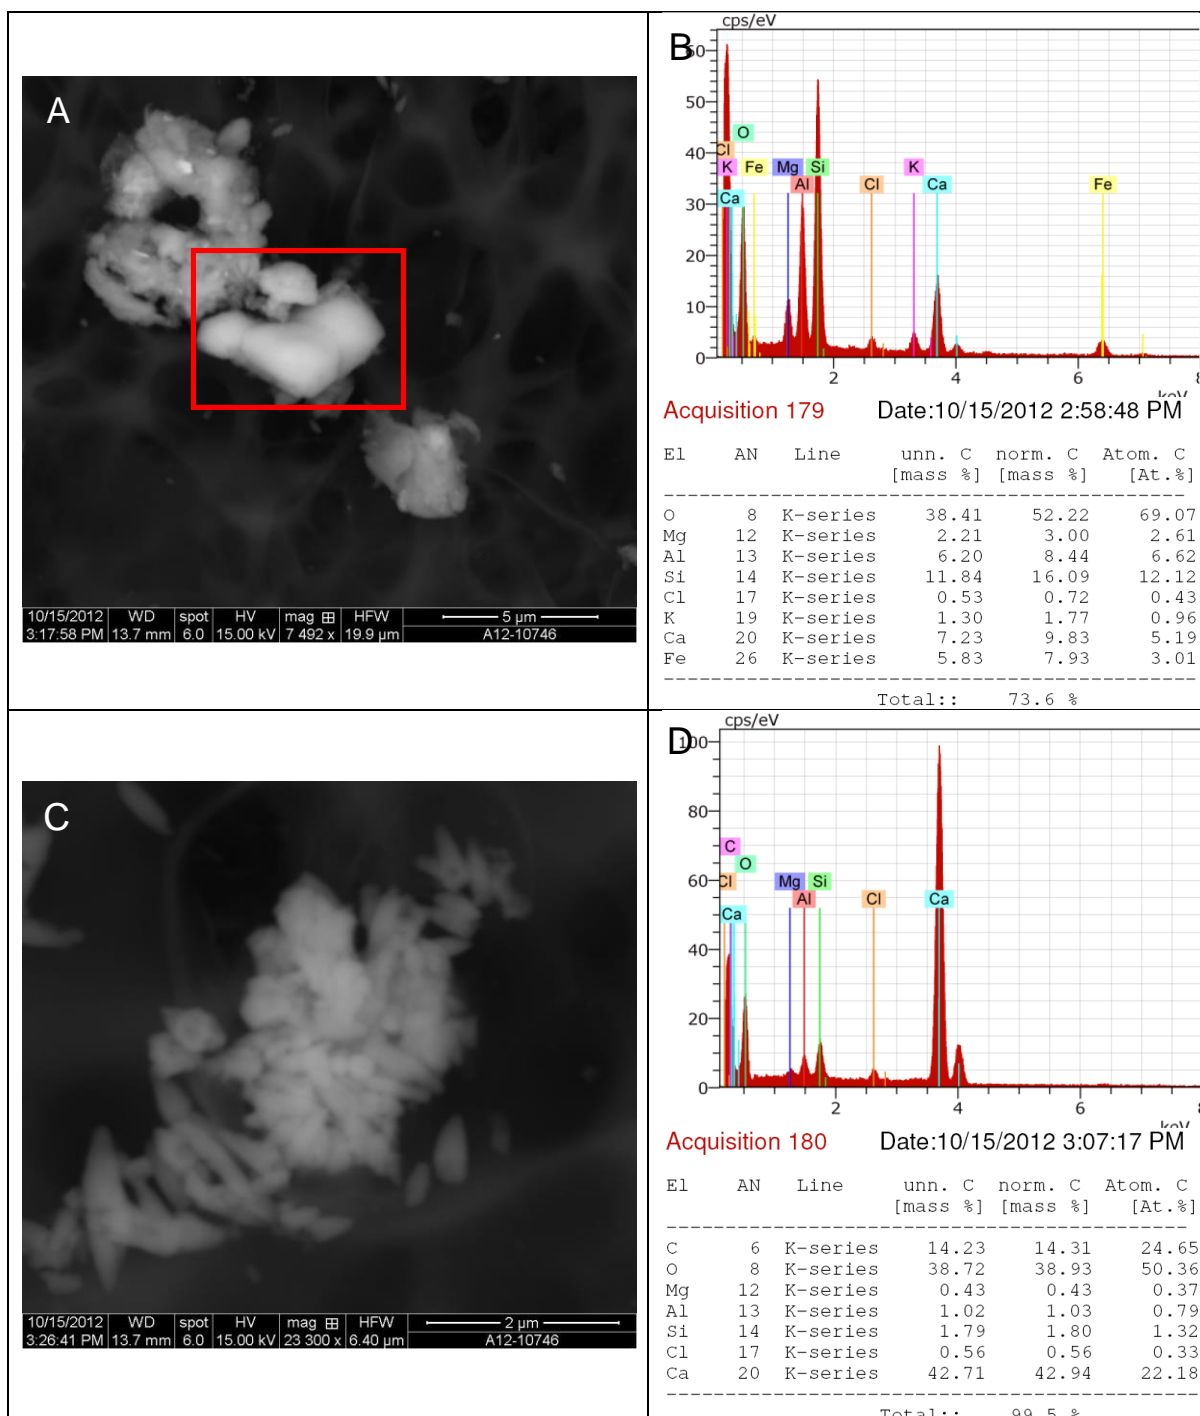 A
10/15/2012 WD spot HV mag ⊞ HFW 5 µm
3:17:58 PM 13.7 mm 6.0 15.00 kV 7 492 x 19.9 µm A12-10746
B
cps/eV
60
50
40
30
20
10
0
O
Cl
K Fe Mg Si K
Al Cl Ca Fe
Ca
2 4 6 8
keV
Acquisition 179 Date:10/15/2012 2:58:48 PM
El AN Line unn. C norm. C Atom. C
[mass %] [mass %] [At.%]
O 8 K-series 38.41 52.22 69.07
Mg 12 K-series 2.21 3.00 2.61
Al 13 K-series 6.20 8.44 6.62
Si 14 K-series 11.84 16.09 12.12
Cl 17 K-series 0.53 0.72 0.43
K 19 K-series 1.30 1.77 0.96
Ca 20 K-series 7.23 9.83 5.19
Fe 26 K-series 5.83 7.93 3.01
Total:: 73.6 %
C
10/15/2012 WD spot HV mag ⊞ HFW 2 µm
3:26:41 PM 13.7 mm 6.0 15.00 kV 23 300 x 6.40 µm A12-10746
D
cps/eV
100
80
60
40
20
0
C
O
Cl Mg Si
Al Cl Ca
Ca
2 4 6 8
keV
Acquisition 180 Date:10/15/2012 3:07:17 PM
El AN Line unn. C norm. C Atom. C
[mass %] [mass %] [At.%]
C 6 K-series 14.23 14.31 24.65
O 8 K-series 38.72 38.93 50.36
Mg 12 K-series 0.43 0.43 0.37
Al 13 K-series 1.02 1.03 0.79
Si 14 K-series 1.79 1.80 1.32
Cl 17 K-series 0.56 0.56 0.33
Ca 20 K-series 42.71 42.94 22.18
Total:: 99.5 %